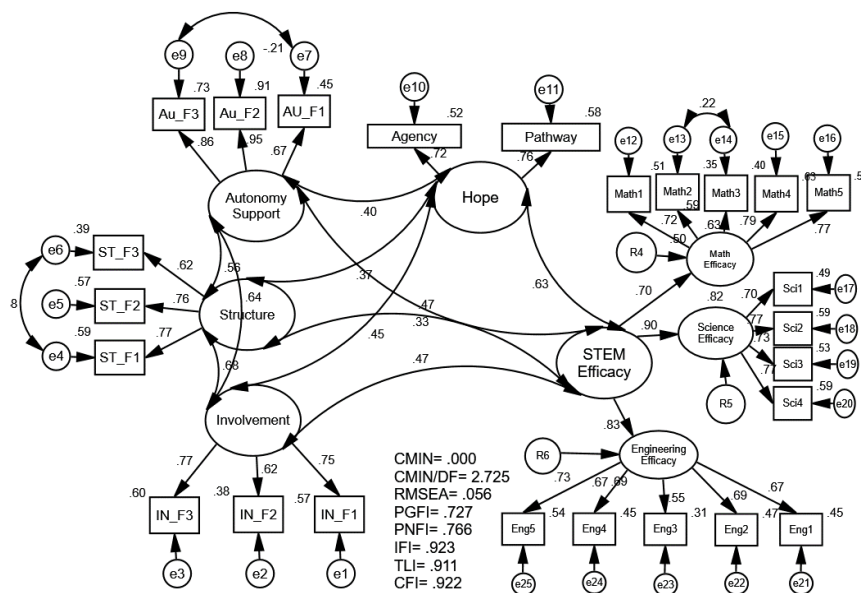 e9
-.21
e8
e7
.73
.91
.45
Au_F3
Au_F2
AU_F1
.86
.95
.67
Autonomy
Support
e10
e11
.52
.58
Agency
Pathway
.72
.76
Hope
.40
.22
e12
e13
e14
e15
e16
.51
.35
.40
.63
.5
Math1
Math2
Math3
Math4
Math5
.59
.72
.63
.79
.77
.50
R4
Math
Efficacy
.70
.39
e6
ST_F3
.62
.57
8
e5
ST_F2
.76
.59
e4
ST_F1
.77
.56
.64
Structure
.68
.37
.47
.33
.45
.47
.63
STEM
Efficacy
.90
.82
Science
Efficacy
R5
.70
.77
.73
.77
Sci1
.49
e17
Sci2
.59
e18
Sci3
.53
e19
Sci4
.59
e20
.83
Involvement
.77
.62
.75
.60
.38
.57
IN_F3
IN_F2
IN_F1
e3
e2
e1
CMIN= .000
CMIN/DF= 2.725
RMSEA= .056
PGFI= .727
PNFI= .766
IFI= .923
TLI= .911
CFI= .922
R6
Engineering
Efficacy
.73
.67
.69
.55
.69
.67
.54
.45
.31
.47
.45
Eng5
Eng4
Eng3
Eng2
Eng1
e25
e24
e23
e22
e21